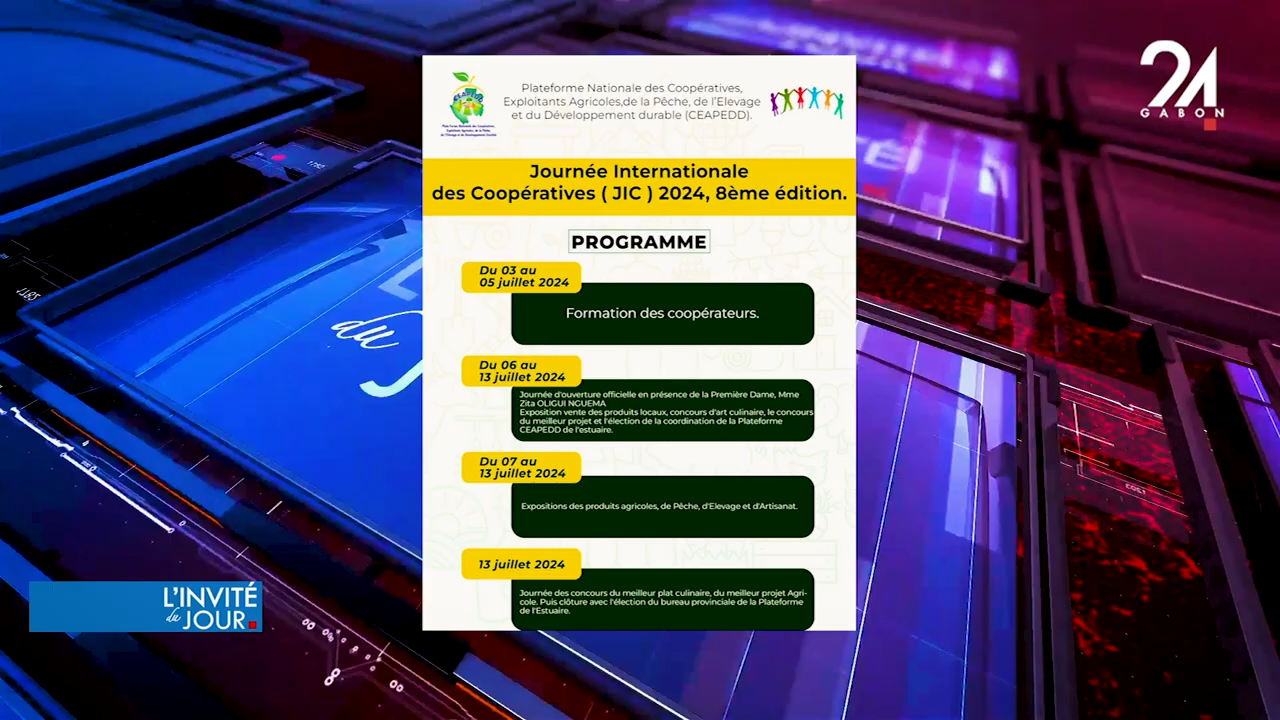 24
GABON
CEAPEDD
Plateforme Nationale des Coopératives,
Exploitants Agricoles,de la Pêche, de l'Elevage
et du Développement durable (CEAPEDD).
Journée Internationale
des Coopératives ( JIC ) 2024, 8ème édition.
PROGRAMME
Du 03 au
05 juillet 2024
Formation des coopérateurs.
Du 06 au
13 juillet 2024
Journée d'ouverture officielle en présence de la Première Dame, Mme
Zita OLIGUI NGUEMA
Exposition vente des produits locaux, concours d'art culinaire, le concours
du meilleur projet et l'élection de la coordination de la Plateforme
CEAPEDD de l'estuaire.
Du 07 au
13 juillet 2024
Expositions des produits agricoles, de Pêche, d'Elevage et d'Artisanat.
13 juillet 2024
Journée des concours du meilleur plat culinaire, du meilleur projet Agri-
cole. Puis clôture avec l'élection du bureau provinciale de la Plateforme
de l'Estuaire.
du
L'INVITÉ
du JOUR